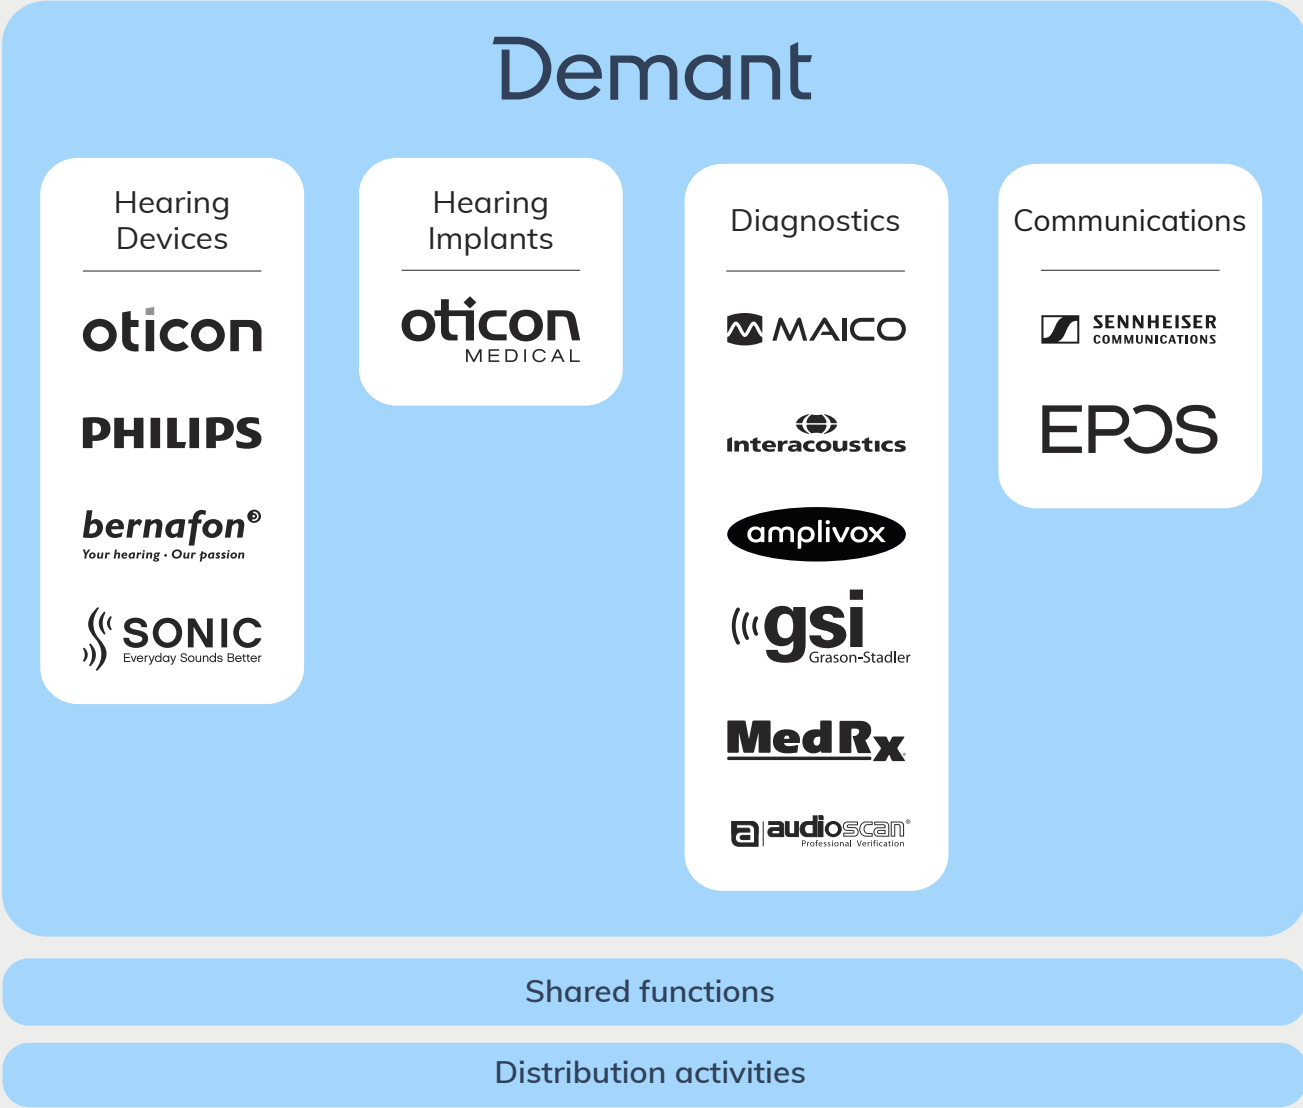 Demant
Hearing
Devices
oticon
PHILIPS
bernafon®
Your hearing · Our passion
SONIC
Everyday Sounds Better
Hearing
Implants
oticon
MEDICAL
Diagnostics
MAICO
Interacoustics
amplivox
gsi
Grason-Stadler
MedRx
a audioscan®
Professional Verification
Communications
SENNHEISER
COMMUNICATIONS
EPOS
Shared functions
Distribution activities